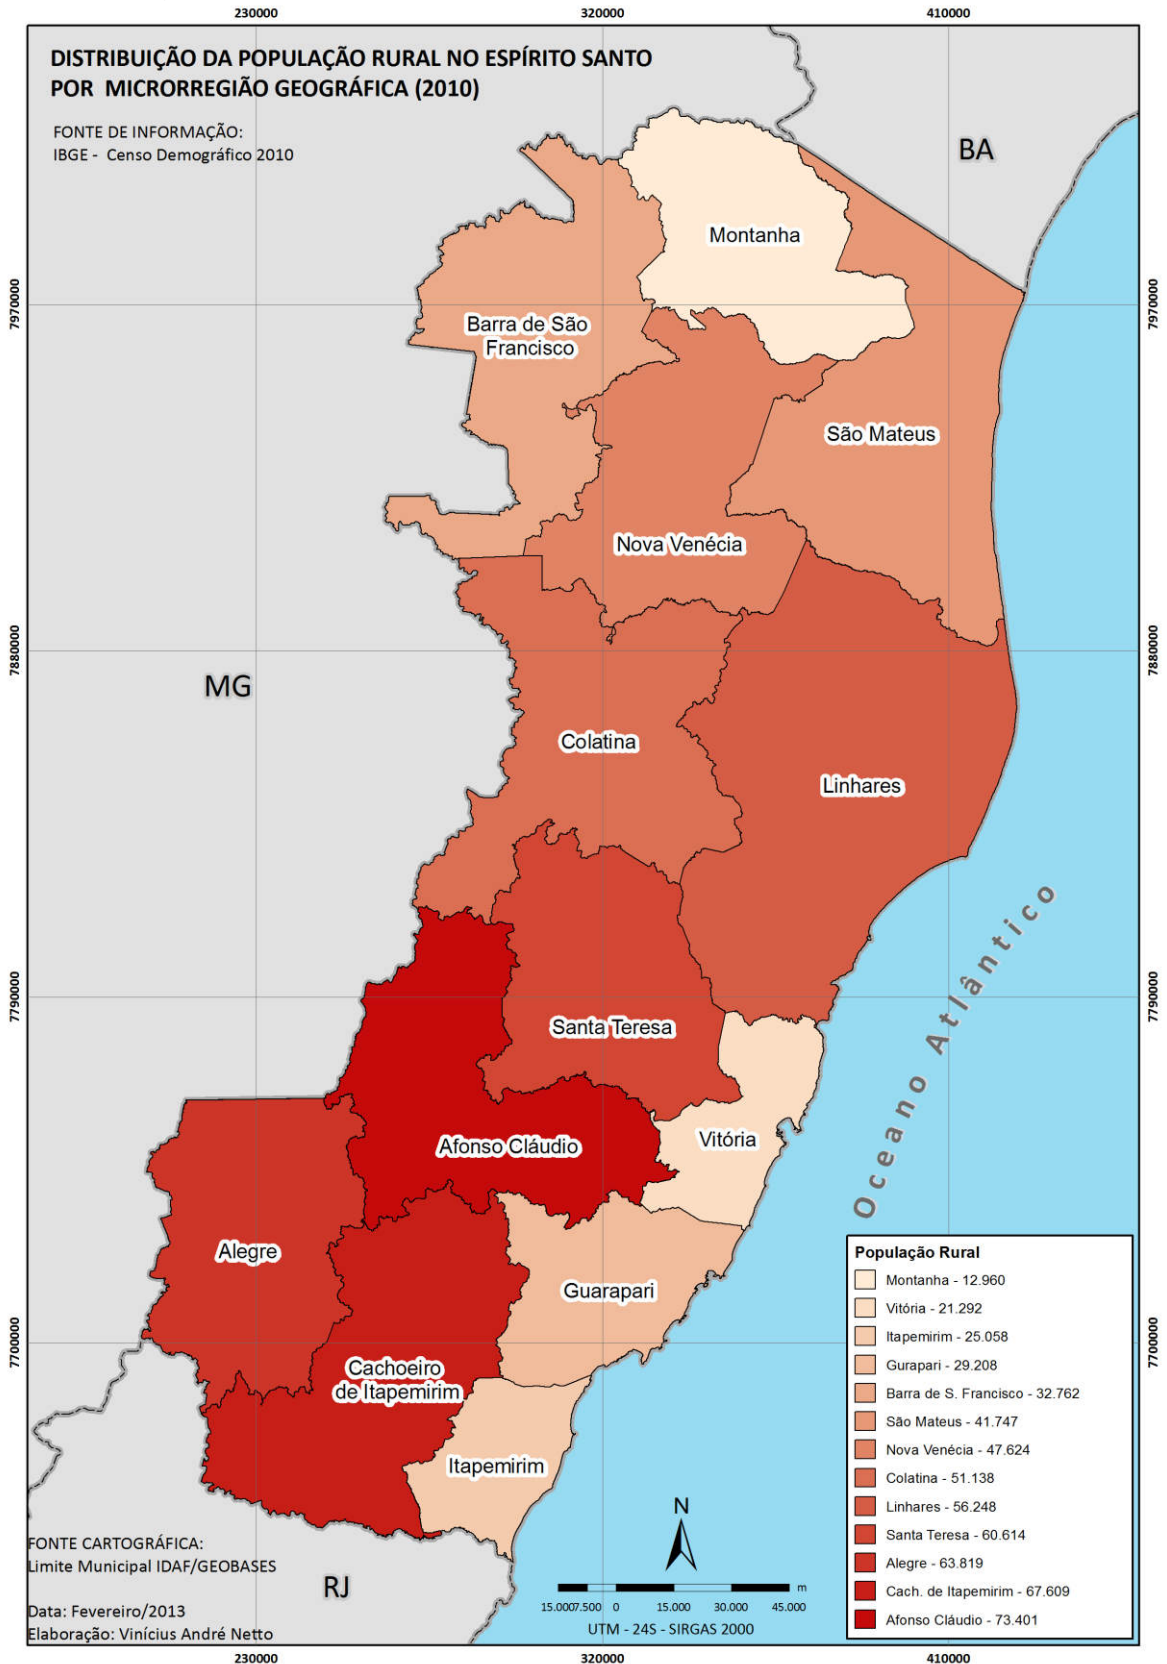 230000
320000
410000
DISTRIBUIÇÃO DA POPULAÇÃO RURAL NO ESPÍRITO SANTO
POR MICRORREGIÃO GEOGRÁFICA (2010)
FONTE DE INFORMAÇÃO:
IBGE - Censo Demográfico 2010
BA
Montanha
7970000
7970000
Barra de São
Francisco
São Mateus
Nova Venécia
7880000
7880000
MG
Colatina
Linhares
Oceano Atlântico
7790000
7790000
Santa Teresa
Vitória
Afonso Cláudio
Alegre
Guarapari
7700000
7700000
Cachoeiro
de Itapemirim
Itapemirim
População Rural
Montanha - 12.960
Vitória - 21.292
Itapemirim - 25.058
Gurapari - 29.208
Barra de S. Francisco - 32.762
São Mateus - 41.747
Nova Venécia - 47.624
Colatina - 51.138
Linhares - 56.248
Santa Teresa - 60.614
Alegre - 63.819
Cach. de Itapemirim - 67.609
Afonso Cláudio - 73.401
N
m
15.0007.500 0 15.000 30.000 45.000
UTM - 24S - SIRGAS 2000
FONTE CARTOGRÁFICA:
Limite Municipal IDAF/GEOBASES
RJ
Data: Fevereiro/2013
Elaboração: Vinícius André Netto
230000
320000
410000